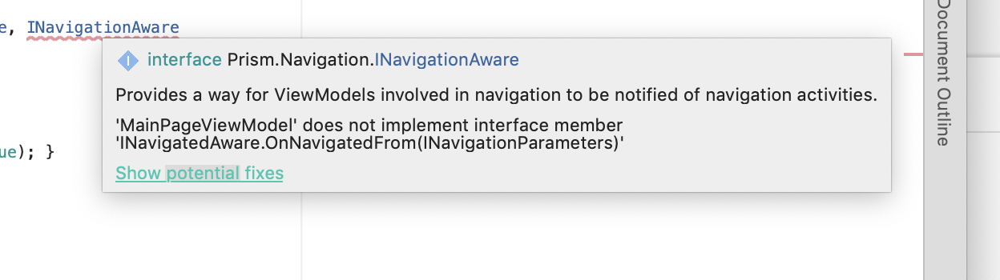 e, INavigationAware
interface Prism.Navigation.INavigationAware
Provides a way for ViewModels involved in navigation to be notified of navigation activities.
'MainPageViewModel' does not implement interface member
'INavigatedAware.OnNavigatedFrom(INavigationParameters)'
ue); }
Show potential fixes
Document Outline